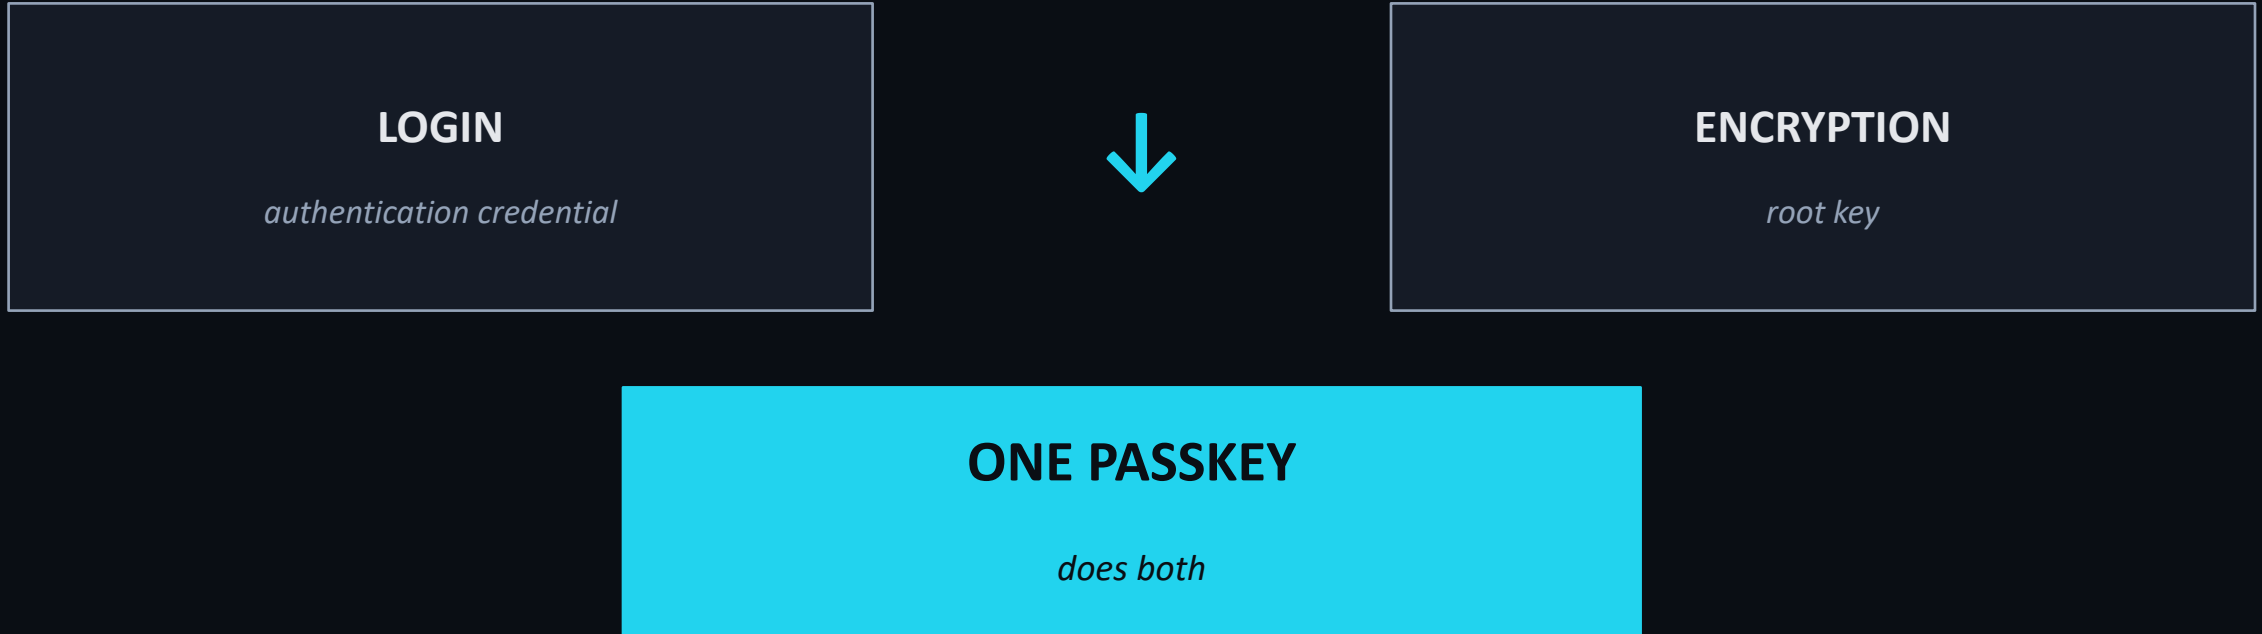 LOGIN
authentication credential
ENCRYPTION
root key
ONE PASSKEY
does both